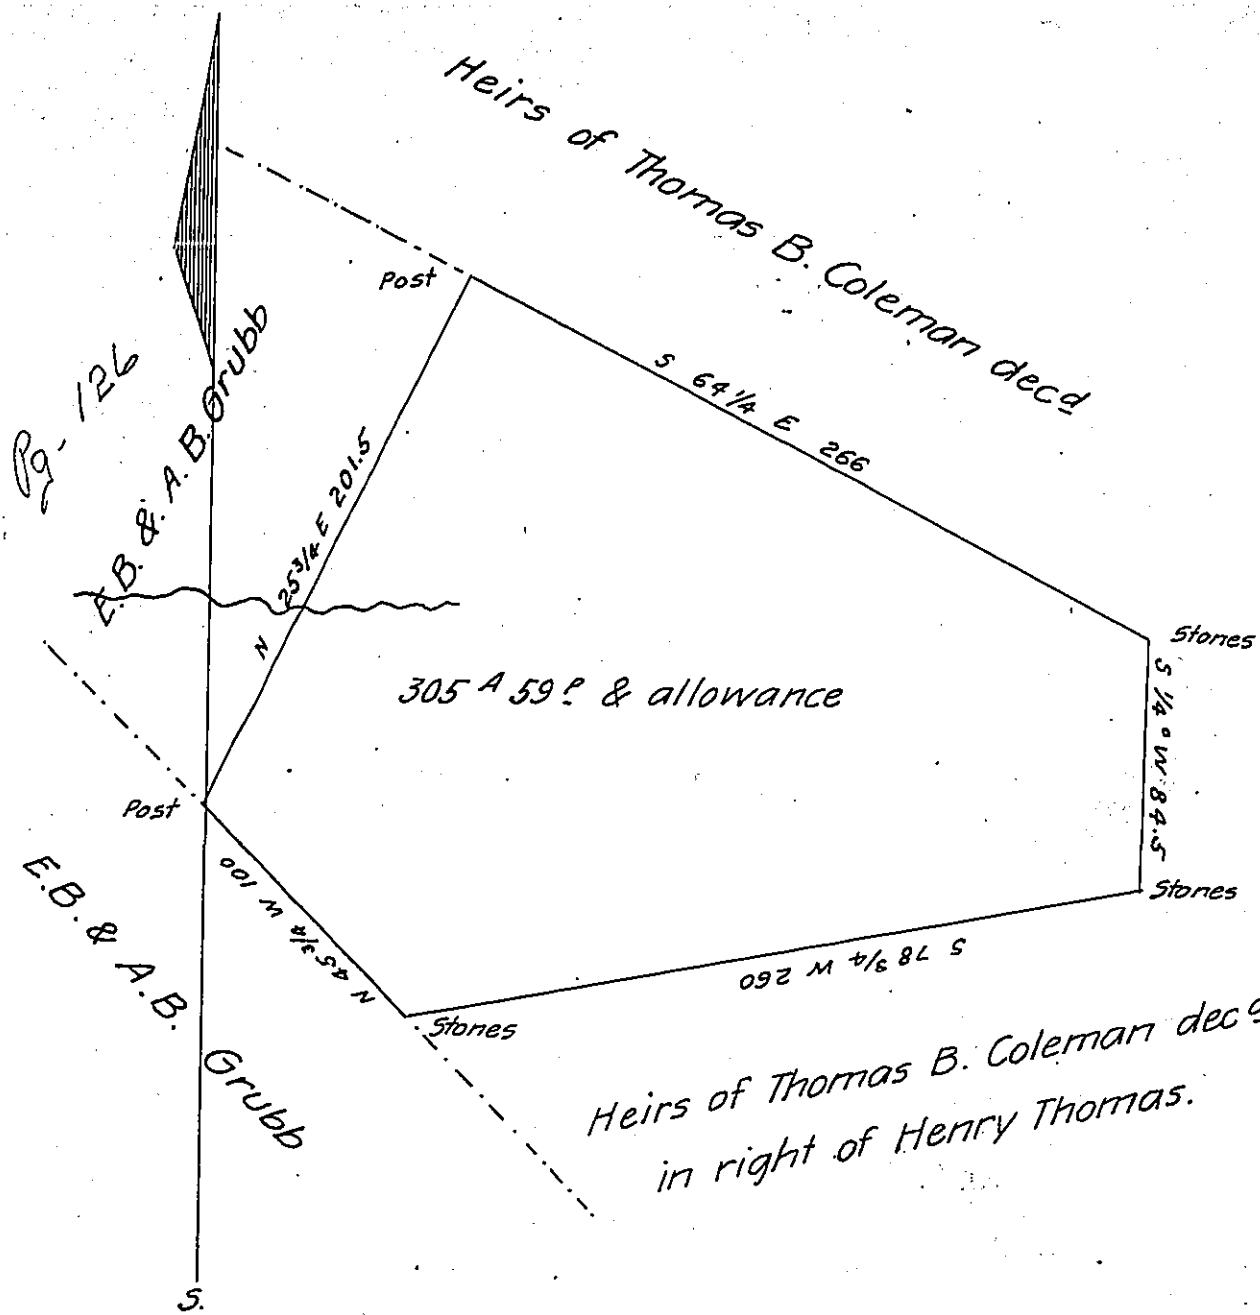 Heirs of Thomas B. Coleman decd
Post
S 64 1/4 E 266
Pg- 126
E.B. & A.B. Grubb
N 25 3/4 E 201.5
Stones
305 A 59 P & allowance
S 1/4° W 84.5
Post
Stones
E.B. & A.B. Grubb
N 45 3/4 W 100
S 78 3/4 W 260
Stones
Heirs of Thomas B. Coleman decd
in right of Henry Thomas.
S.